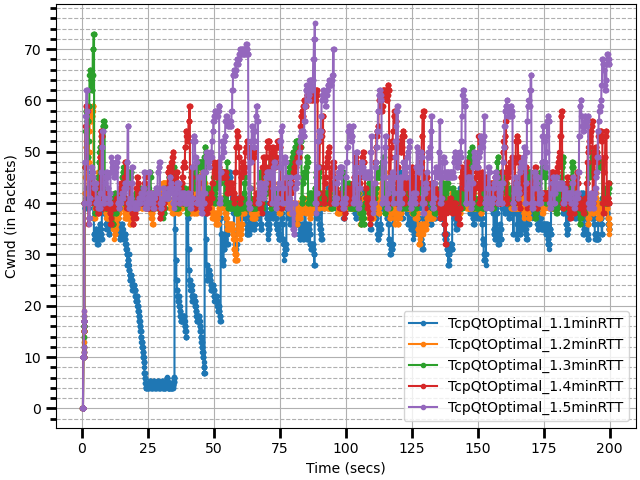 70
60
50
40
30
20
10
0
Cwnd (in Packets)
0 25 50 75 100 125 150 175 200
Time (secs)
TcpQtOptimal_1.1minRTT
TcpQtOptimal_1.2minRTT
TcpQtOptimal_1.3minRTT
TcpQtOptimal_1.4minRTT
TcpQtOptimal_1.5minRTT